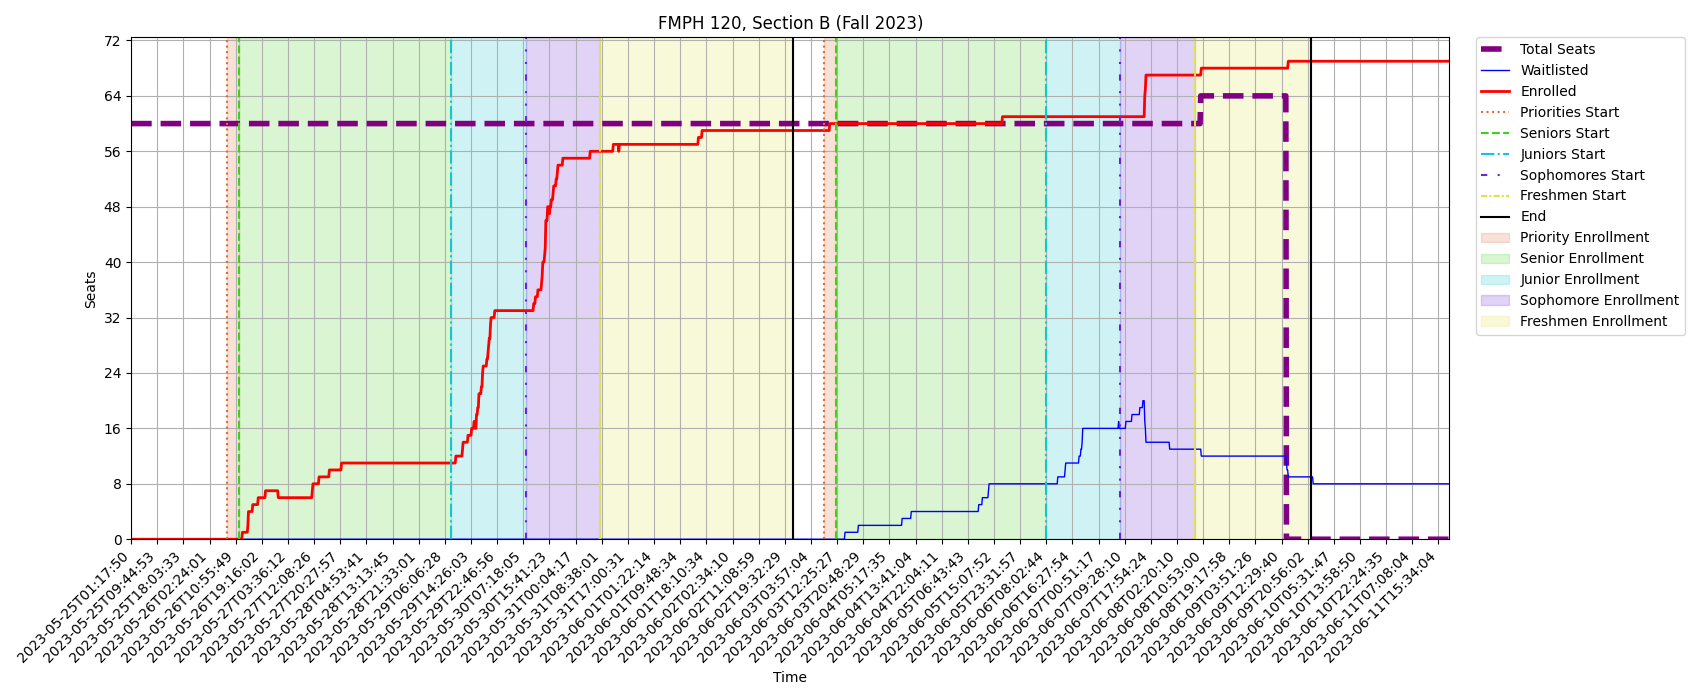 FMPH 120, Section B (Fall 2023)
72
64
56
48
40
32
24
16
8
0
Seats
2023-05-25T01:17:50
2023-05-25T09:44:53
2023-05-25T18:03:33
2023-05-26T02:24:01
2023-05-26T10:55:49
2023-05-26T19:16:02
2023-05-27T03:36:12
2023-05-27T12:08:26
2023-05-27T20:27:57
2023-05-28T04:53:41
2023-05-28T13:13:45
2023-05-28T21:33:01
2023-05-29T06:06:28
2023-05-29T14:26:03
2023-05-29T22:46:56
2023-05-30T07:18:05
2023-05-30T15:41:23
2023-05-31T00:04:17
2023-05-31T08:38:01
2023-05-31T17:00:31
2023-06-01T01:22:14
2023-06-01T09:48:34
2023-06-01T18:10:34
2023-06-02T02:34:10
2023-06-02T11:08:59
2023-06-02T19:32:29
2023-06-03T03:57:04
2023-06-03T12:25:27
2023-06-03T20:48:29
2023-06-04T05:17:35
2023-06-04T13:41:04
2023-06-04T22:04:11
2023-06-05T06:43:43
2023-06-05T15:07:52
2023-06-05T23:31:57
2023-06-06T08:02:44
2023-06-06T16:27:54
2023-06-07T00:51:17
2023-06-07T09:28:10
2023-06-07T17:54:24
2023-06-08T02:20:10
2023-06-08T10:53:00
2023-06-08T19:17:58
2023-06-09T03:51:26
2023-06-09T12:29:40
2023-06-09T20:56:02
2023-06-10T05:31:47
2023-06-10T13:58:50
2023-06-10T22:24:35
2023-06-11T07:08:04
2023-06-11T15:34:04
Time
Total Seats
Waitlisted
Enrolled
Priorities Start
Seniors Start
Juniors Start
Sophomores Start
Freshmen Start
End
Priority Enrollment
Senior Enrollment
Junior Enrollment
Sophomore Enrollment
Freshmen Enrollment